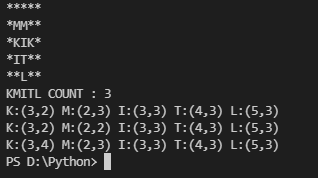 *****
*MM**
*KIK*
*IT**
**L**
KMITL COUNT : 3
K:(3,2) M:(2,3) I:(3,3) T:(4,3) L:(5,3)
K:(3,2) M:(2,2) I:(3,3) T:(4,3) L:(5,3)
K:(3,4) M:(2,3) I:(3,3) T:(4,3) L:(5,3)
PS D:\Python>